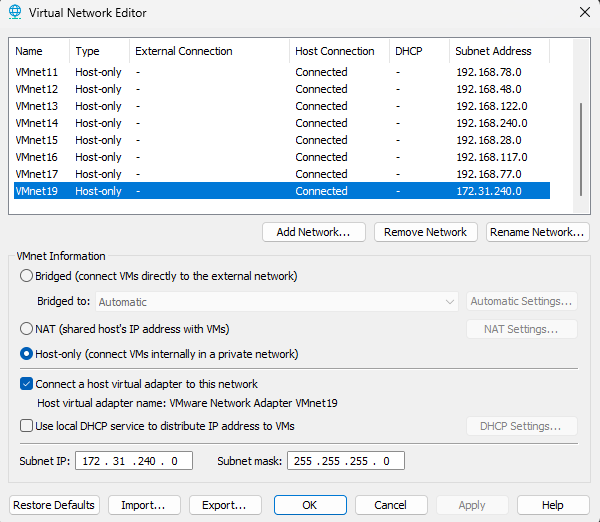 Virtual Network Editor
Name Type External Connection Host Connection DHCP Subnet Address
VMnet11 Host-only - Connected - 192.168.78.0
VMnet12 Host-only - Connected - 192.168.48.0
VMnet13 Host-only - Connected - 192.168.122.0
VMnet14 Host-only - Connected - 192.168.240.0
VMnet15 Host-only - Connected - 192.168.28.0
VMnet16 Host-only - Connected - 192.168.117.0
VMnet17 Host-only - Connected - 192.168.77.0
VMnet19 Host-only - Connected - 172.31.240.0
Add Network... Remove Network Rename Network...
VMnet Information
Bridged (connect VMs directly to the external network)
Bridged to: Automatic Automatic Settings...
NAT (shared host's IP address with VMs) NAT Settings...
Host-only (connect VMs internally in a private network)
Connect a host virtual adapter to this network
Host virtual adapter name: VMware Network Adapter VMnet19
Use local DHCP service to distribute IP address to VMs DHCP Settings...
Subnet IP: 172 . 31 .240 . 0 Subnet mask: 255 .255 .255 . 0
Restore Defaults Import... Export... OK Cancel Apply Help